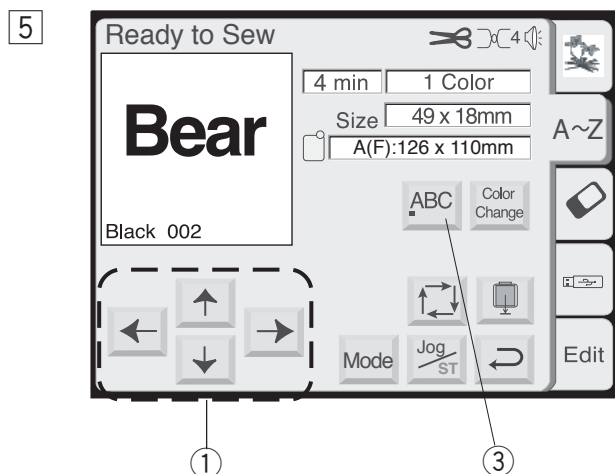 5
Ready to Sew
4
4 min
1 Color
Size
49 x 18mm
A(F):126 x 110mm
Bear
Black 002
ABC
Color
Change
A~Z
Mode
Jog
ST
Edit
1
3